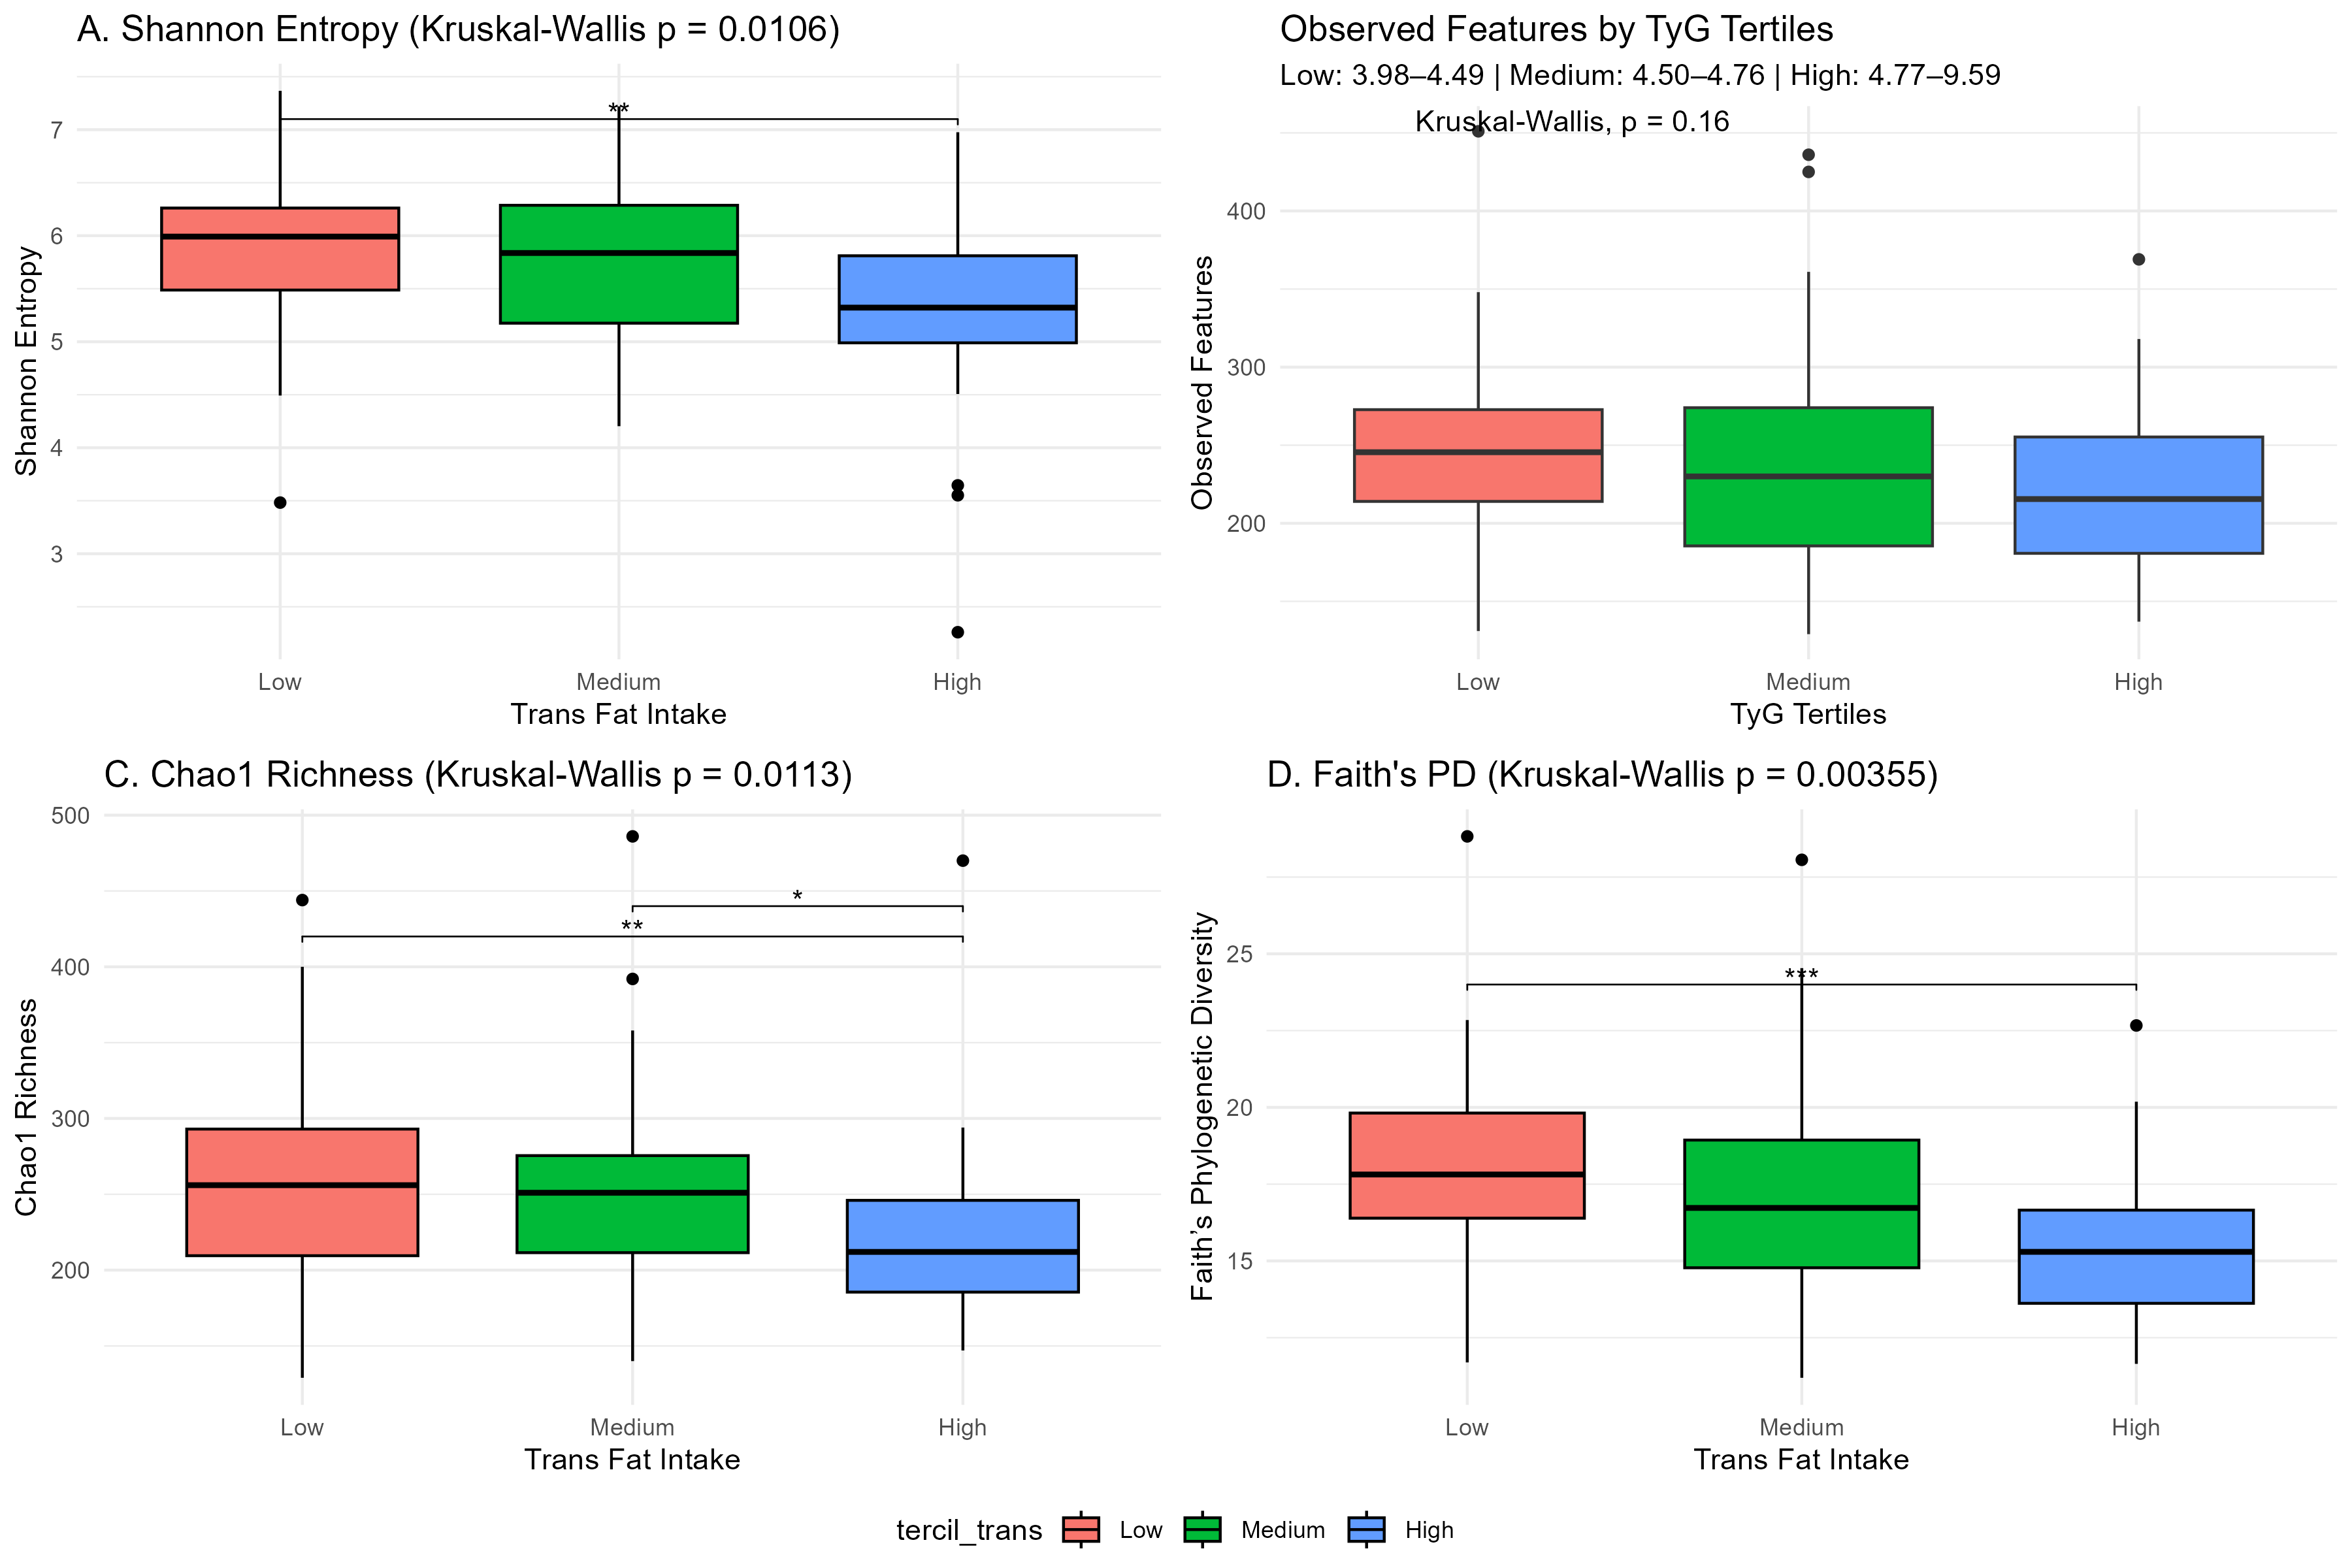 A. Shannon Entropy (Kruskal-Wallis p = 0.0106)
Shannon Entropy
7
6
5
4
3
**
Low Medium High
Trans Fat Intake
Observed Features by TyG Tertiles
Low: 3.98–4.49 | Medium: 4.50–4.76 | High: 4.77–9.59
Kruskal-Wallis, p = 0.16
Observed Features
400
300
200
Low Medium High
TyG Tertiles
C. Chao1 Richness (Kruskal-Wallis p = 0.0113)
Chao1 Richness
500
400
300
200
*
**
Low Medium High
Trans Fat Intake
D. Faith's PD (Kruskal-Wallis p = 0.00355)
Faith’s Phylogenetic Diversity
25
20
15
***
Low Medium High
Trans Fat Intake
tercil_trans Low Medium High